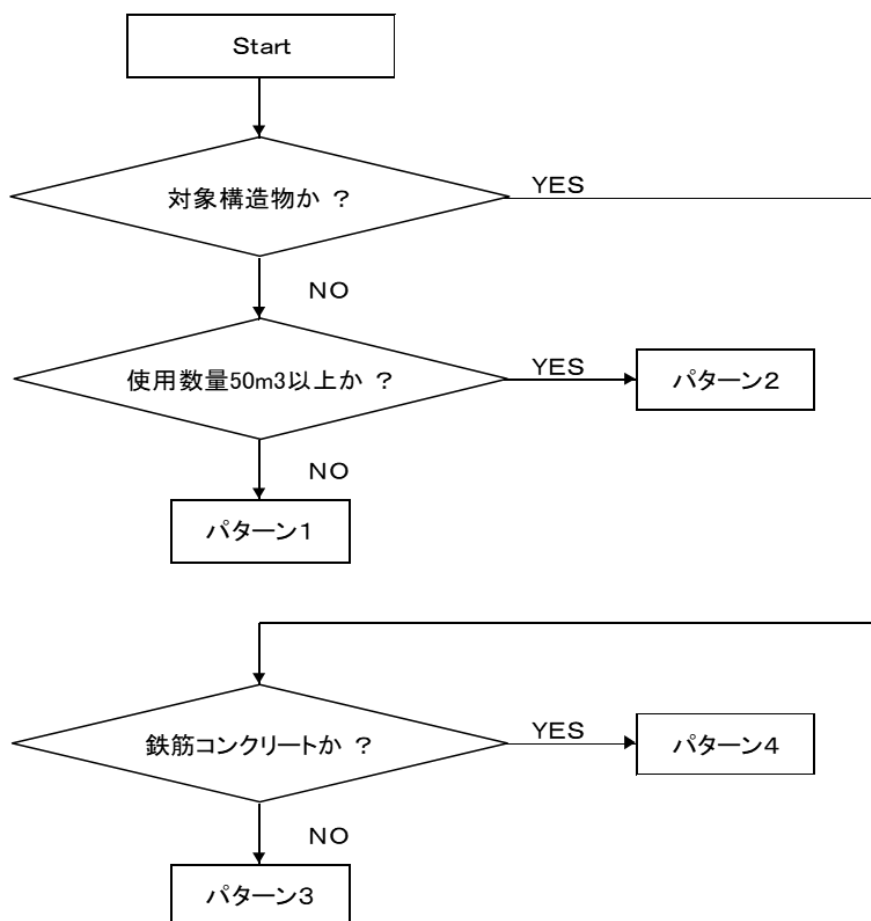 Start
対象構造物か ?
YES
NO
使用数量50m3以上か ?
YES
パターン2
NO
パターン1
鉄筋コンクリートか ?
YES
パターン4
NO
パターン3